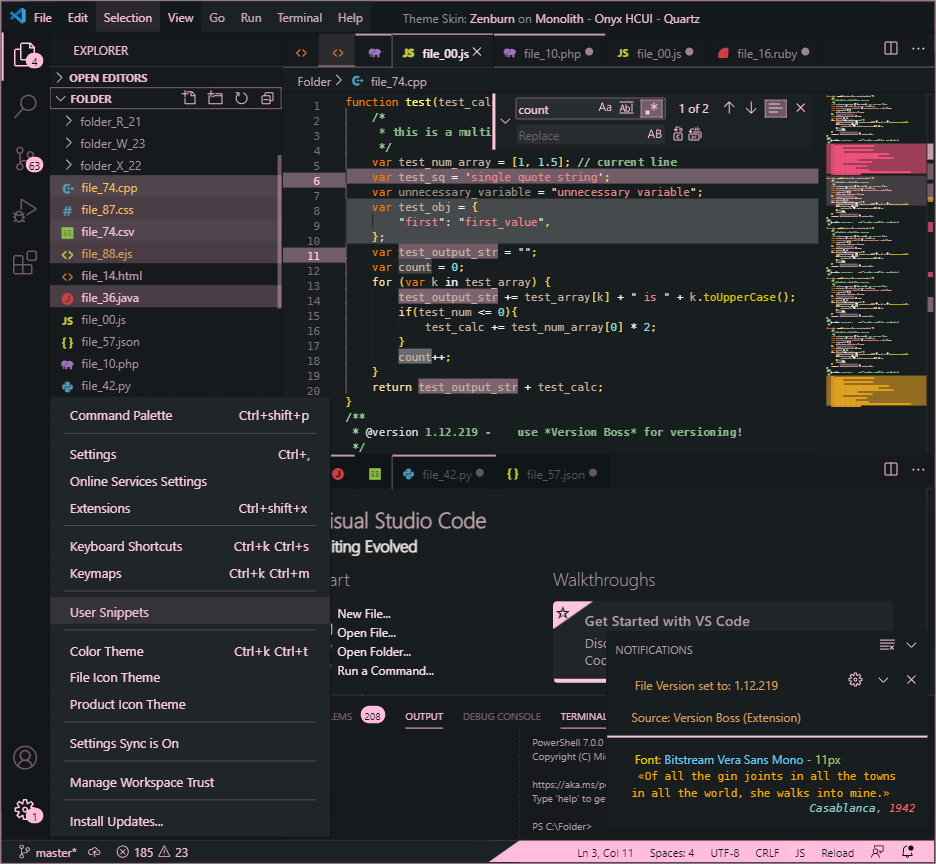 File Edit Selection View Go Run Terminal Help Theme Skin: Zenburn on Monolith - Onyx HCUI - Quartz
4
63
EXPLORER
OPEN EDITORS
FOLDER
folder_R_21
folder_W_23
folder_X_22
file_74.cpp
file_87.css
file_74.csv
file_88.ejs
file_14.html
file_36.java
file_00.js
file_57.json
file_10.php
file_42.py
file_00.js file_10.php file_00.js file_16.ruby
Folder > file_74.cpp
count Aa Abl .* 1 of 2
Replace AB
1 function test(test_cal
2 /*
3 * this is a multi
4 */
5 var test_num_array = [1, 1.5]; // current line
6 var test_sq = 'single quote string';
7 var unnecessary_variable = "unnecessary variable";
8 var test_obj = {
9 "first": "first_value",
10 };
11 var test_output_str = "";
12 var count = 0;
13 for (var k in test_array) {
14 test_output_str += test_array[k] + " is " + k.toUpperCase();
15 if(test_num <= 0){
16 test_calc += test_num_array[0] * 2;
17 }
18 count++;
19 }
20 return test_output_str + test_calc;
}
/**
* @version 1.12.219 - use *Version Boss* for versioning!
*/
Command Palette Ctrl+shift+p
Settings Ctrl+,
Online Services Settings
Extensions Ctrl+shift+x
Keyboard Shortcuts Ctrl+k Ctrl+s
Keymaps Ctrl+k Ctrl+m
User Snippets
Color Theme Ctrl+k Ctrl+t
File Icon Theme
Product Icon Theme
Settings Sync is On
Manage Workspace Trust
Install Updates...
1
file_42.py file_57.json
isual Studio Code
iting Evolved
art
New File...
Open File...
Open Folder...
Run a Command...
Walkthroughs
Get Started with VS Code
Disc
Coc
LEMS 208 OUTPUT DEBUG CONSOLE TERMINAL
PowerShell 7.0.0
Copyright (C) Mic
https://aka.ms/po
Type 'help' to get
PS C:\Folder>
NOTIFICATIONS
File Version set to: 1.12.219
Source: Version Boss (Extension)
Font: Bitstream Vera Sans Mono - 11px
«Of all the gin joints in all the towns
in all the world, she walks into mine.»
Casablanca, 1942
master* 185 23 Ln 3, Col 11 Spaces: 4 UTF-8 CRLF JS Reload